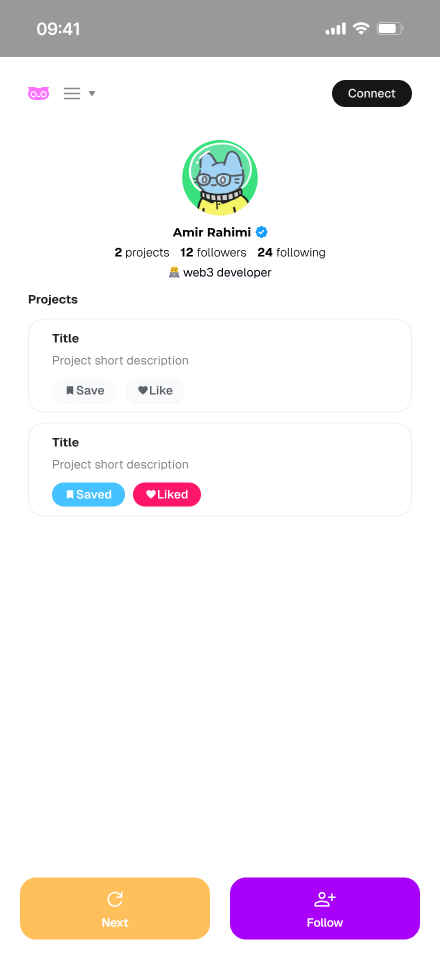 09:41
Connect
Amir Rahimi
2 projects 12 followers 24 following
web3 developer
Projects
Title
Project short description
Save Like
Title
Project short description
Saved Liked
Next Follow